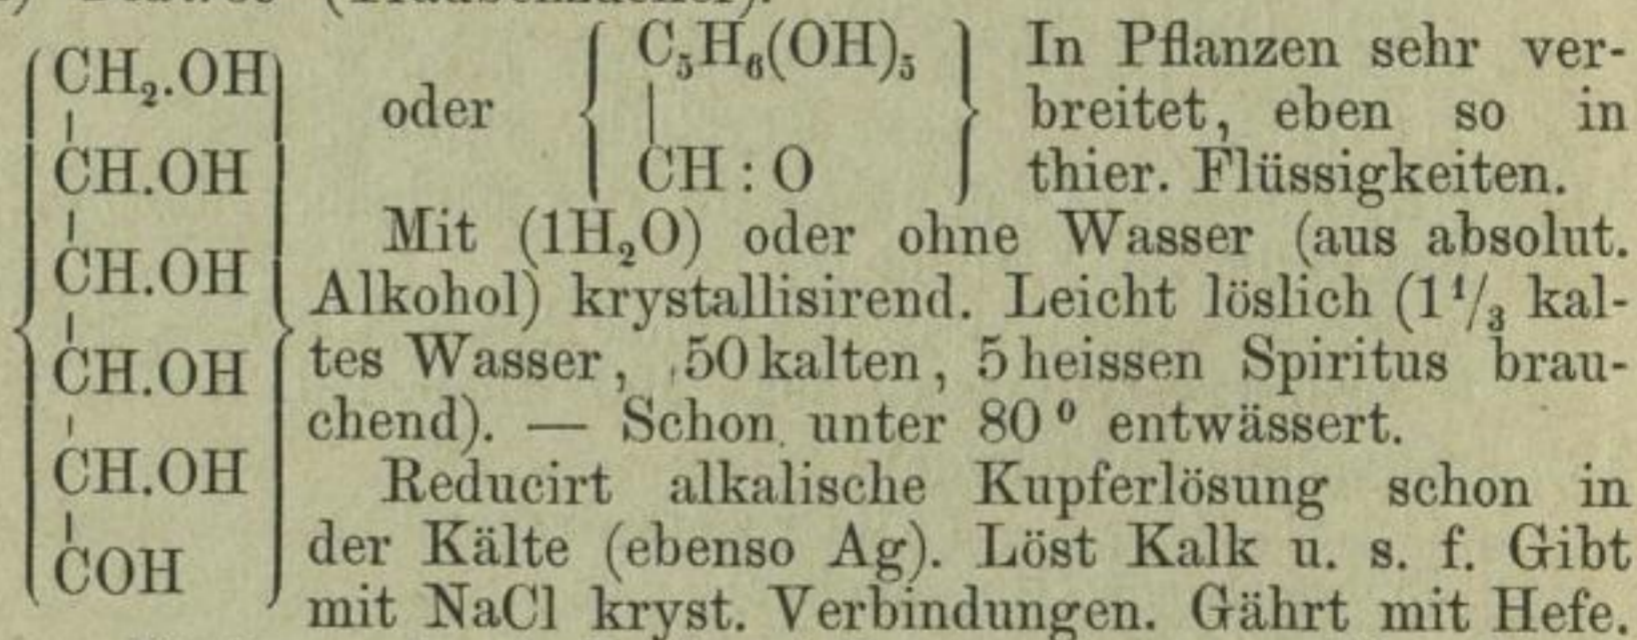 CH₂.OH
CH.OH
CH.OH
CH.OH
CH.OH
COH
oder
C₅H₆(OH)₅
CH : O
In Pflanzen sehr ver-
breitet, eben so in
thier. Flüssigkeiten.
Mit (1H₂O) oder ohne Wasser (aus absolut.
Alkohol) krystallisirend. Leicht löslich (1¹/₃ kal-
tes Wasser, 50 kalten, 5 heissen Spiritus brau-
chend). — Schon unter 80⁰ entwässert.
Reducirt alkalische Kupferlösung schon in
der Kälte (ebenso Ag). Löst Kalk u. s. f. Gibt
mit NaCl kryst. Verbindungen. Gährt mit Hefe.